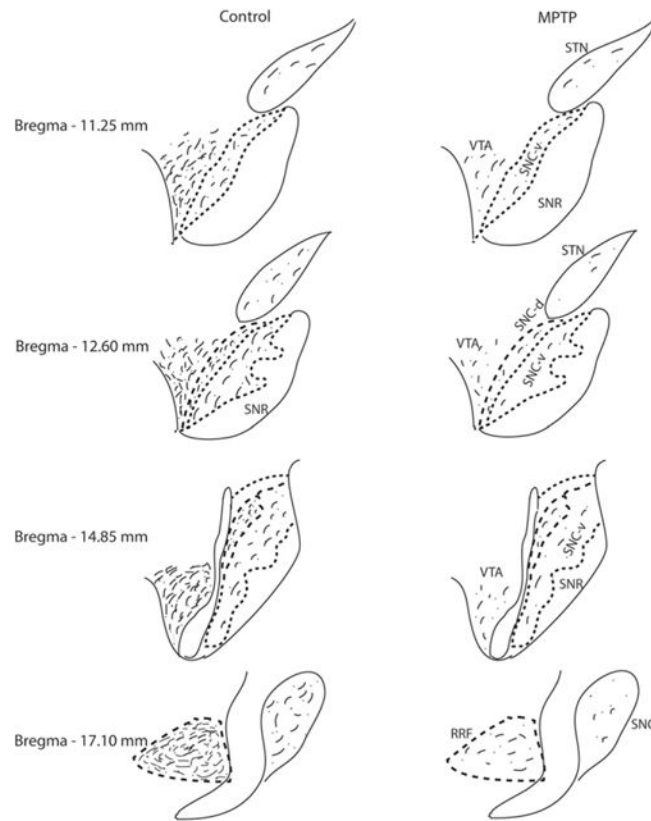 Control
MPTP
STN
Bregma - 11.25 mm
VTA
SNC-v
SNR
STN
SNC-d
Bregma - 12.60 mm
VTA
SNC-v
SNR
Bregma - 14.85 mm
SNC-v
VTA
SNR
Bregma - 17.10 mm
RRF
SNC